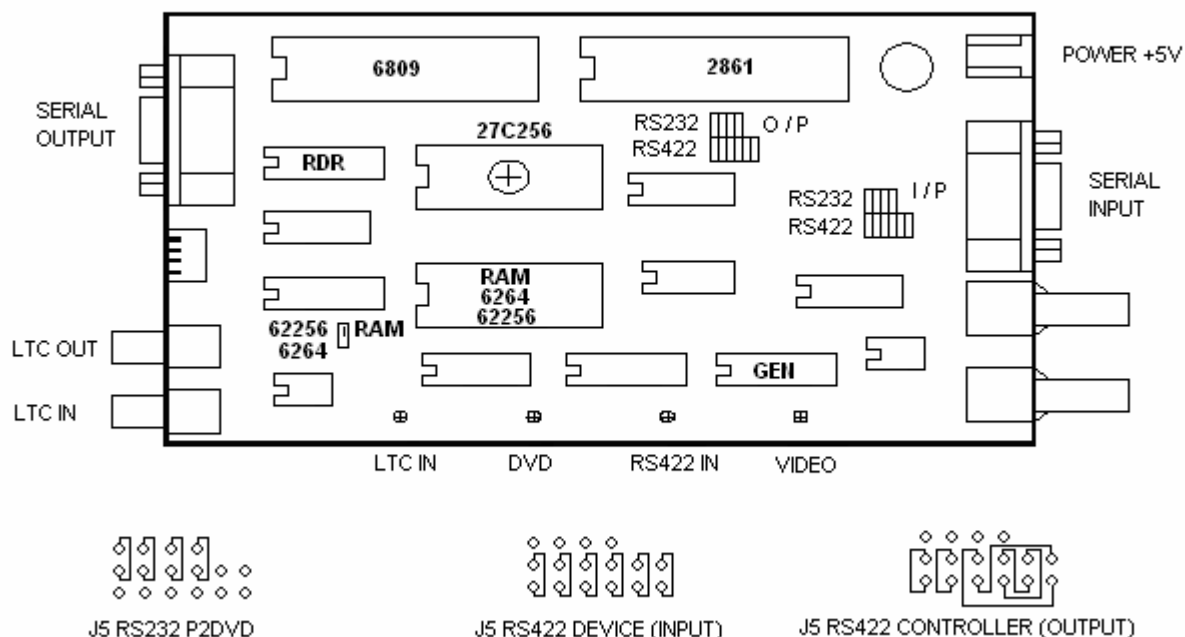 6809
2861
POWER +5V
SERIAL
OUTPUT
27C256
RS232
O / P
RS422
RDR
RS232
I / P
RS422
SERIAL
INPUT
RAM
6264
62256
62256
RAM
6264
LTC OUT
GEN
LTC IN
LTC IN
DVD
RS422 IN
VIDEO
J5 RS232 P2DVD
J5 RS422 DEVICE (INPUT)
J5 RS422 CONTROLLER (OUTPUT)